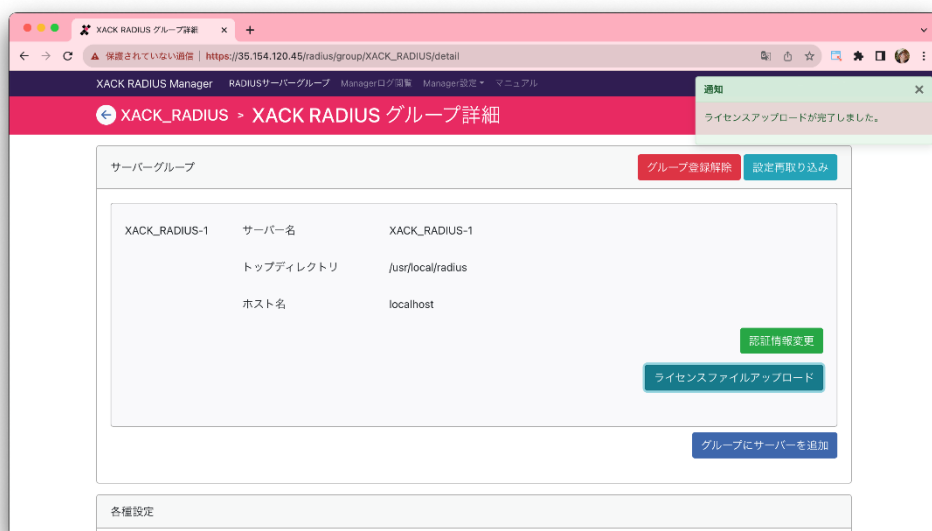 XACK RADIUS グループ詳細
保護されていない通信 | https://35.154.120.45/radius/group/XACK_RADIUS/detail
XACK RADIUS Manager RADIUSサーバーグループ Managerログ閲覧 Manager設定 マニュアル
通知
ライセンスアップロードが完了しました。
XACK_RADIUS > XACK RADIUS グループ詳細
サーバーグループ グループ登録解除 設定再取り込み
XACK_RADIUS-1 サーバー名 XACK_RADIUS-1
トップディレクトリ /usr/local/radius
ホスト名 localhost
認証情報変更
ライセンスファイルアップロード
グループにサーバーを追加
各種設定